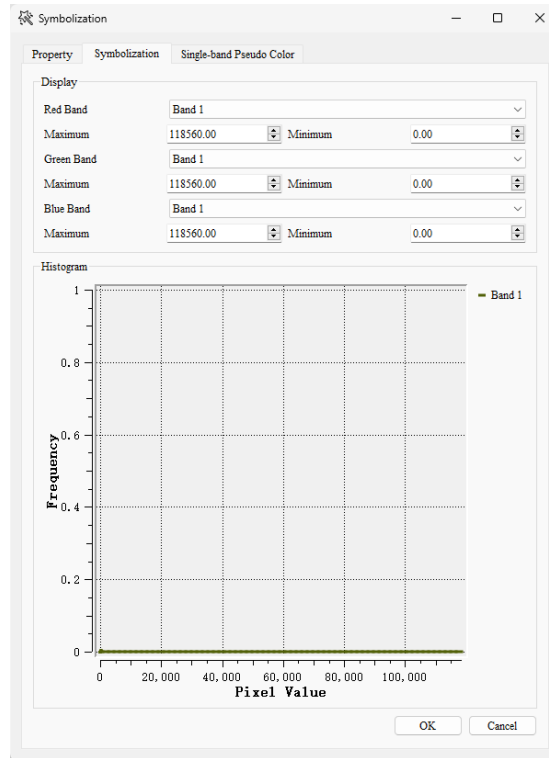 Symbolization
Property Symbolization Single-band Pseudo Color
Display
Red Band Band 1
Maximum 118560.00 Minimum 0.00
Green Band Band 1
Maximum 118560.00 Minimum 0.00
Blue Band Band 1
Maximum 118560.00 Minimum 0.00
Histogram
Band 1
1
0.8
0.6
0.4
0.2
0
Frequency
0 20,000 40,000 60,000 80,000 100,000
Pixel Value
OK Cancel